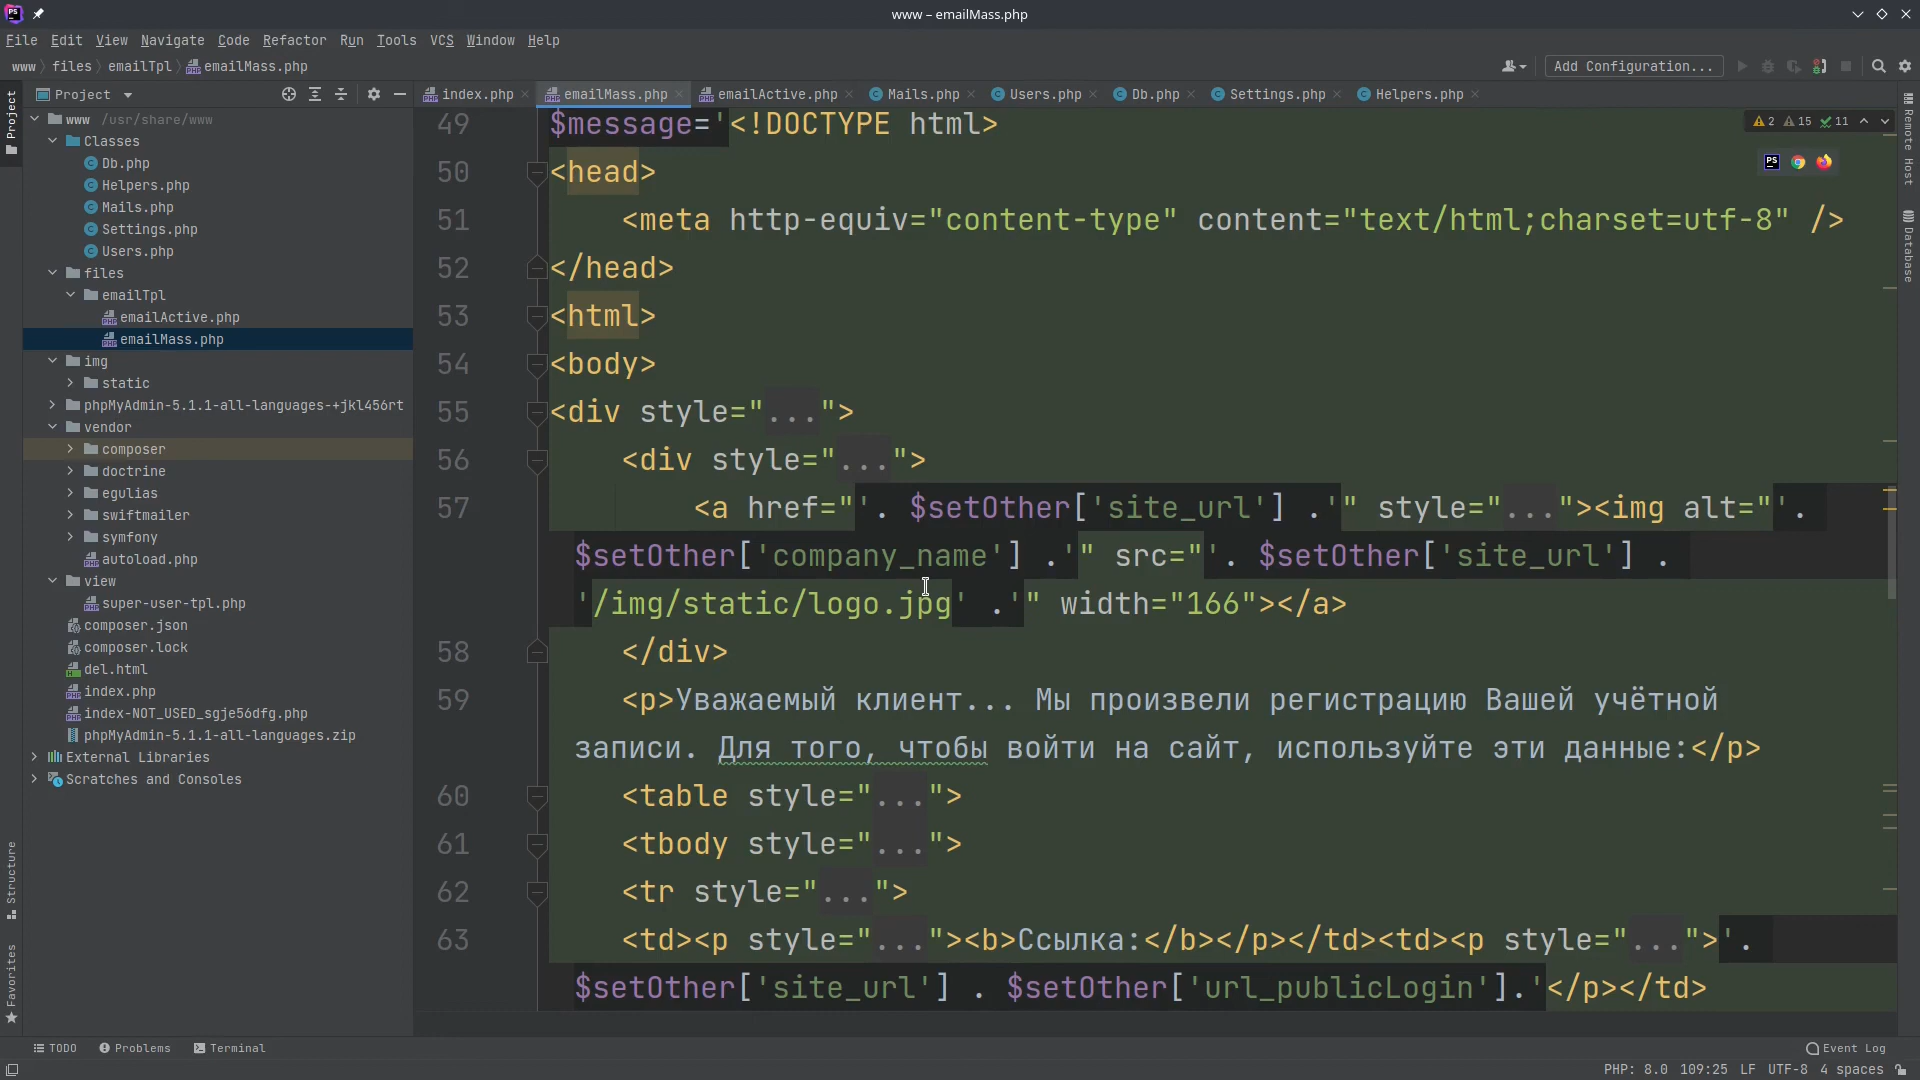 www – emailMass.php
File Edit View Navigate Code Refactor Run Tools VCS Window Help
www files emailTpl emailMass.php
Add Configuration...
Project
index.php emailMass.php emailActive.php Mails.php Users.php Db.php Settings.php Helpers.php
2 15 11
Project
Structure
Favorites
Remote Host
Database
www /usr/share/www
Classes
Db.php
Helpers.php
Mails.php
Settings.php
Users.php
files
emailTpl
emailActive.php
emailMass.php
img
static
phpMyAdmin-5.1.1-all-languages-+jkl456rt
vendor
composer
doctrine
egulias
swiftmailer
symfony
autoload.php
view
super-user-tpl.php
composer.json
composer.lock
del.html
index.php
index-NOT_USED_sgje56dfg.php
phpMyAdmin-5.1.1-all-languages.zip
External Libraries
Scratches and Consoles
49 $message='<!DOCTYPE html>
50 <head>
51 <meta http-equiv="content-type" content="text/html;charset=utf-8" />
52 </head>
53 <html>
54 <body>
55 <div style="...">
56 <div style="...">
57 <a href="'. $setOther['site_url'] .'" style="..."><img alt="'.
$setOther['company_name'] .'" src="'. $setOther['site_url'] .
'/img/static/logo.jpg' .'" width="166"></a>
58 </div>
59 <p>Уважаемый клиент... Мы произвели регистрацию Вашей учётной
записи. Для того, чтобы войти на сайт, используйте эти данные:</p>
60 <table style="...">
61 <tbody style="...">
62 <tr style="...">
63 <td><p style="..."><b>Ссылка:</b></p></td><td><p style="...">'.
$setOther['site_url'] . $setOther['url_publicLogin'].'</p></td>
TODO Problems Terminal Event Log
PHP: 8.0 109:25 LF UTF-8 4 spaces